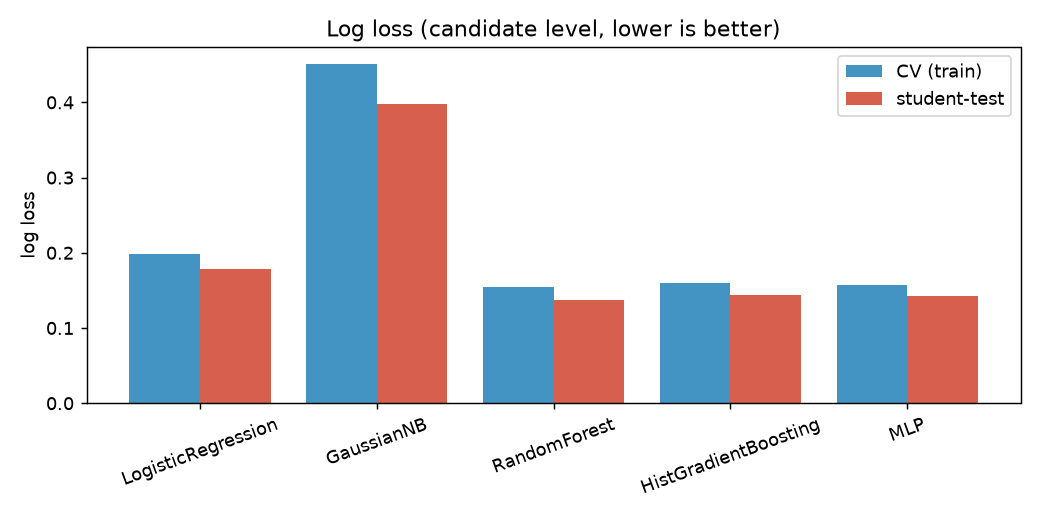 Log loss (candidate level, lower is better)
CV (train)
student-test
log loss
0.4
0.3
0.2
0.1
0.0
LogisticRegression
GaussianNB
RandomForest
HistGradientBoosting
MLP